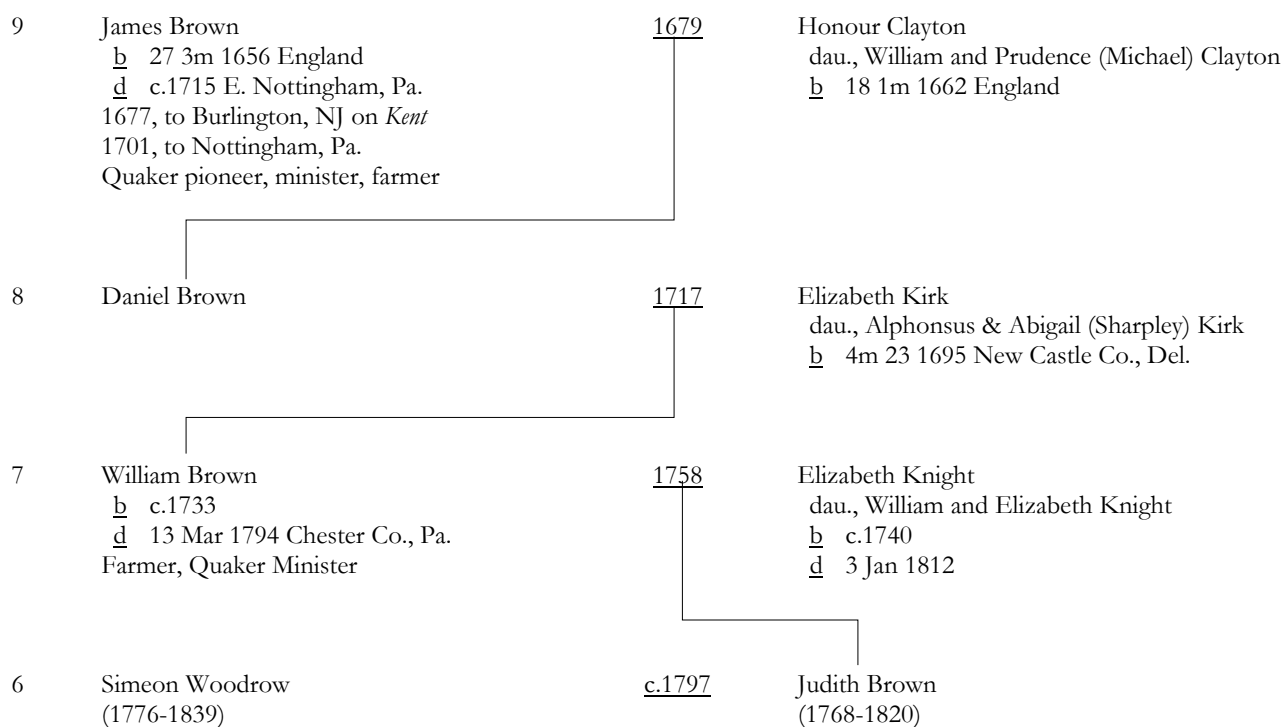 9 James Brown 1679 Honour Clayton
b 27 3m 1656 England dau., William and Prudence (Michael) Clayton
d c.1715 E. Nottingham, Pa. b 18 1m 1662 England
1677, to Burlington, NJ on Kent
1701, to Nottingham, Pa.
Quaker pioneer, minister, farmer
8 Daniel Brown 1717 Elizabeth Kirk
dau., Alphonsus & Abigail (Sharpley) Kirk
b 4m 23 1695 New Castle Co., Del.
7 William Brown 1758 Elizabeth Knight
b c.1733 dau., William and Elizabeth Knight
d 13 Mar 1794 Chester Co., Pa. b c.1740
Farmer, Quaker Minister d 3 Jan 1812
6 Simeon Woodrow c.1797 Judith Brown
(1776-1839) (1768-1820)